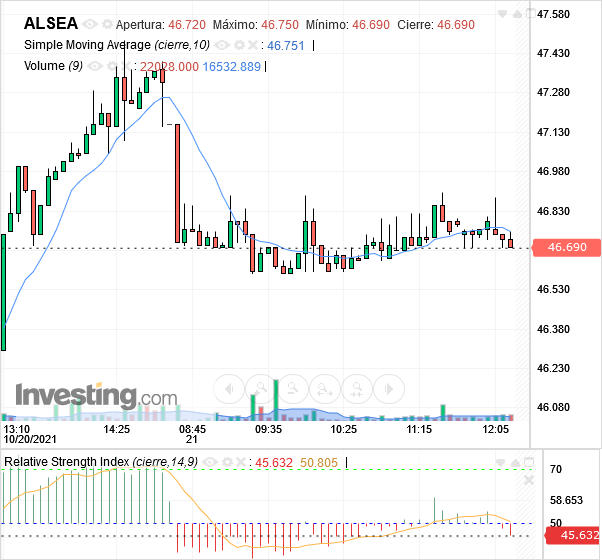 ALSEA Apertura: 46.720 Máximo: 46.750 Mínimo: 46.690 Cierre: 46.690
Simple Moving Average (cierre,10) : 46.751
Volume (9) : 22028.000 16532.889
47.580
47.430
47.280
47.130
46.980
46.830
46.690
46.530
46.380
46.230
46.080
Investing.com
13:10 14:25 08:45 09:35 10:25 11:15 12:05
10/20/2021 21
Relative Strength Index (cierre,14,9) : 45.632 50.805
70
58.653
50
45.632